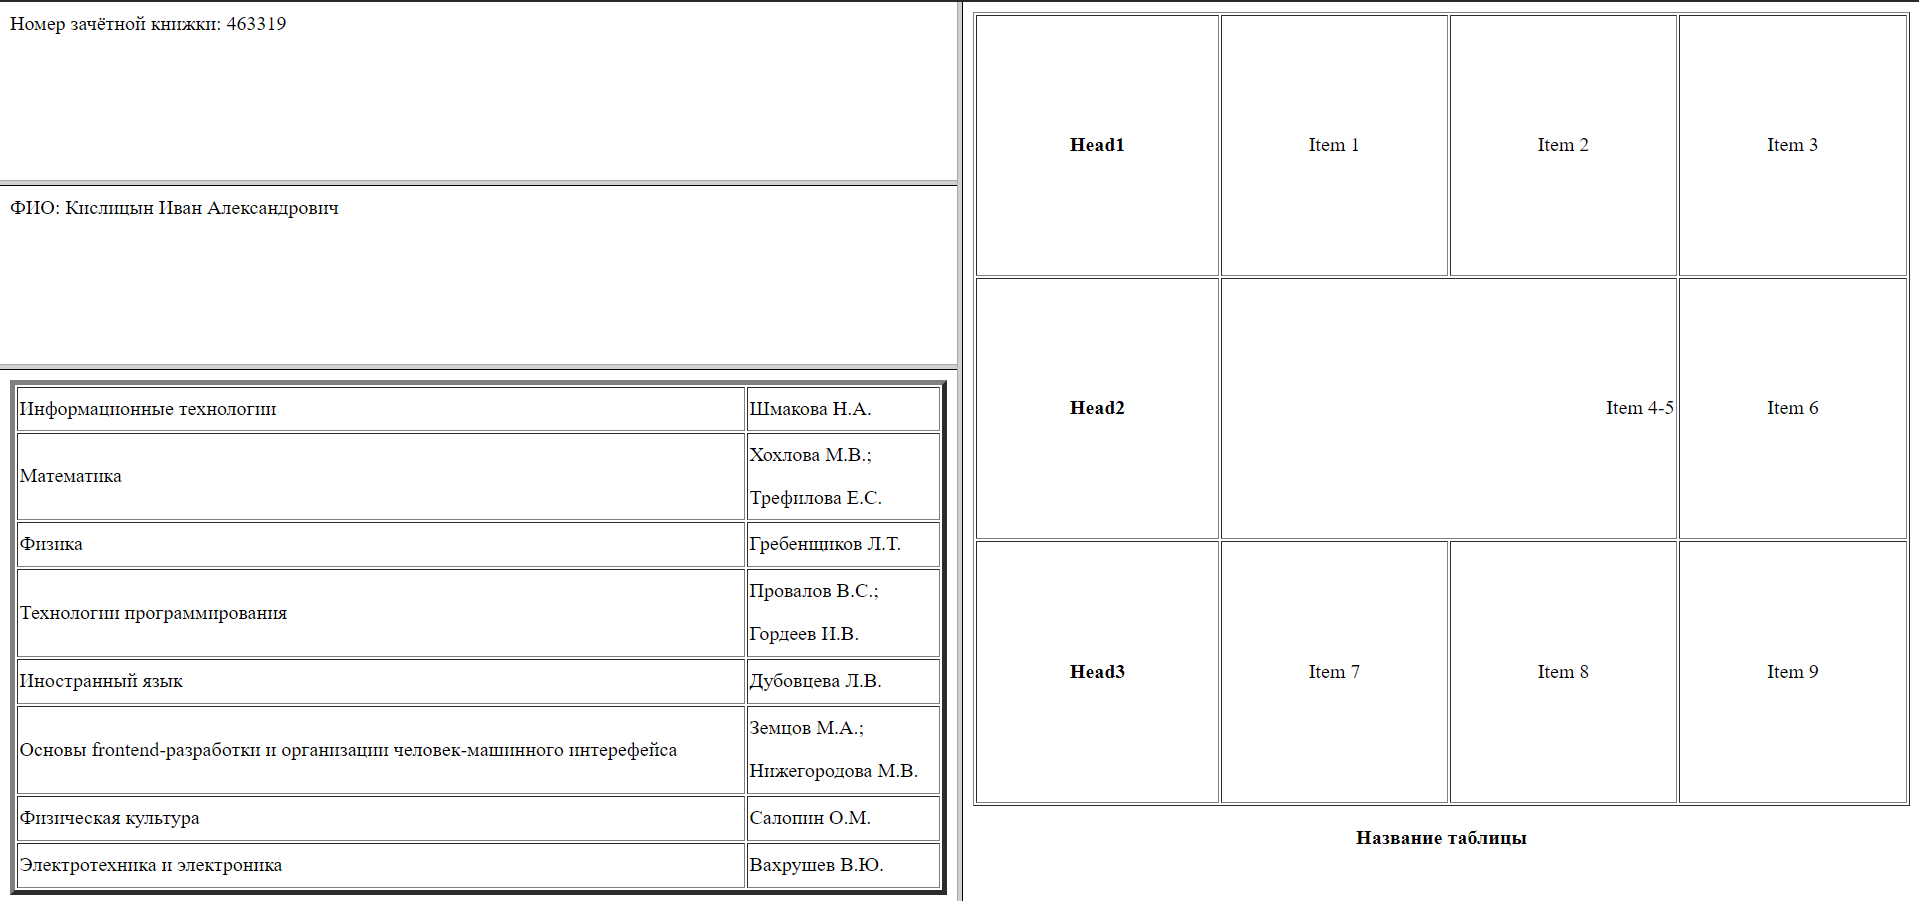 Номер зачётной книжки: 463319
ФИО: Кислицын Иван Александрович
Информационные технологии Шмакова Н.А.
Математика Хохлова М.В.;
Трефилова Е.С.
Физика Гребенщиков Л.Т.
Технологии программирования Провалов В.С.;
Гордеев И.В.
Иностранный язык Дубовцева Л.В.
Основы frontend-разработки и организации человек-машинного интерефейса Земцов М.А.;
Нижегородова М.В.
Физическая культура Салопин О.М.
Электротехника и электроника Вахрушев В.Ю.
Head1 Item 1 Item 2 Item 3
Head2 Item 4-5 Item 6
Head3 Item 7 Item 8 Item 9
Название таблицы